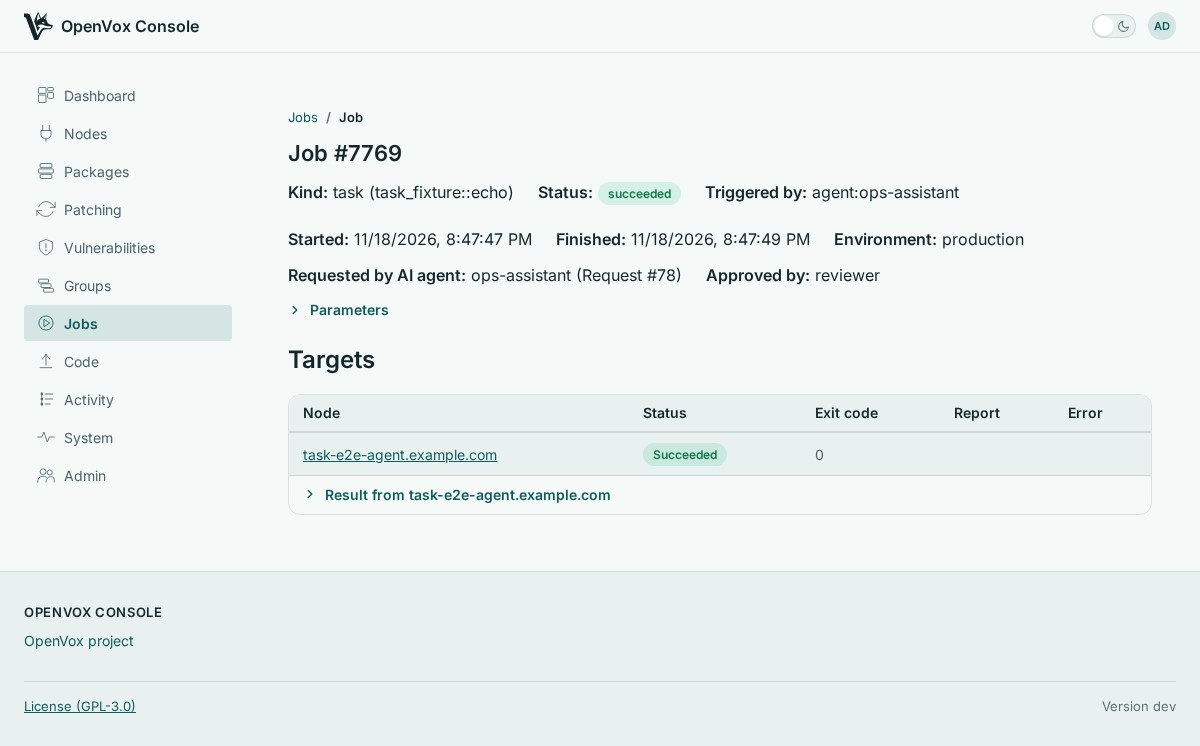 OpenVox Console
AD
Dashboard
Nodes
Packages
Patching
Vulnerabilities
Groups
Jobs
Code
Activity
System
Admin
Jobs / Job
Job #7769
Kind: task (task_fixture::echo) Status: succeeded Triggered by: agent:ops-assistant
Started: 11/18/2026, 8:47:47 PM Finished: 11/18/2026, 8:47:49 PM Environment: production
Requested by AI agent: ops-assistant (Request #78) Approved by: reviewer
Parameters
Targets
Node Status Exit code Report Error
task-e2e-agent.example.com Succeeded 0
Result from task-e2e-agent.example.com
OPENVOX CONSOLE
OpenVox project
License (GPL-3.0) Version dev